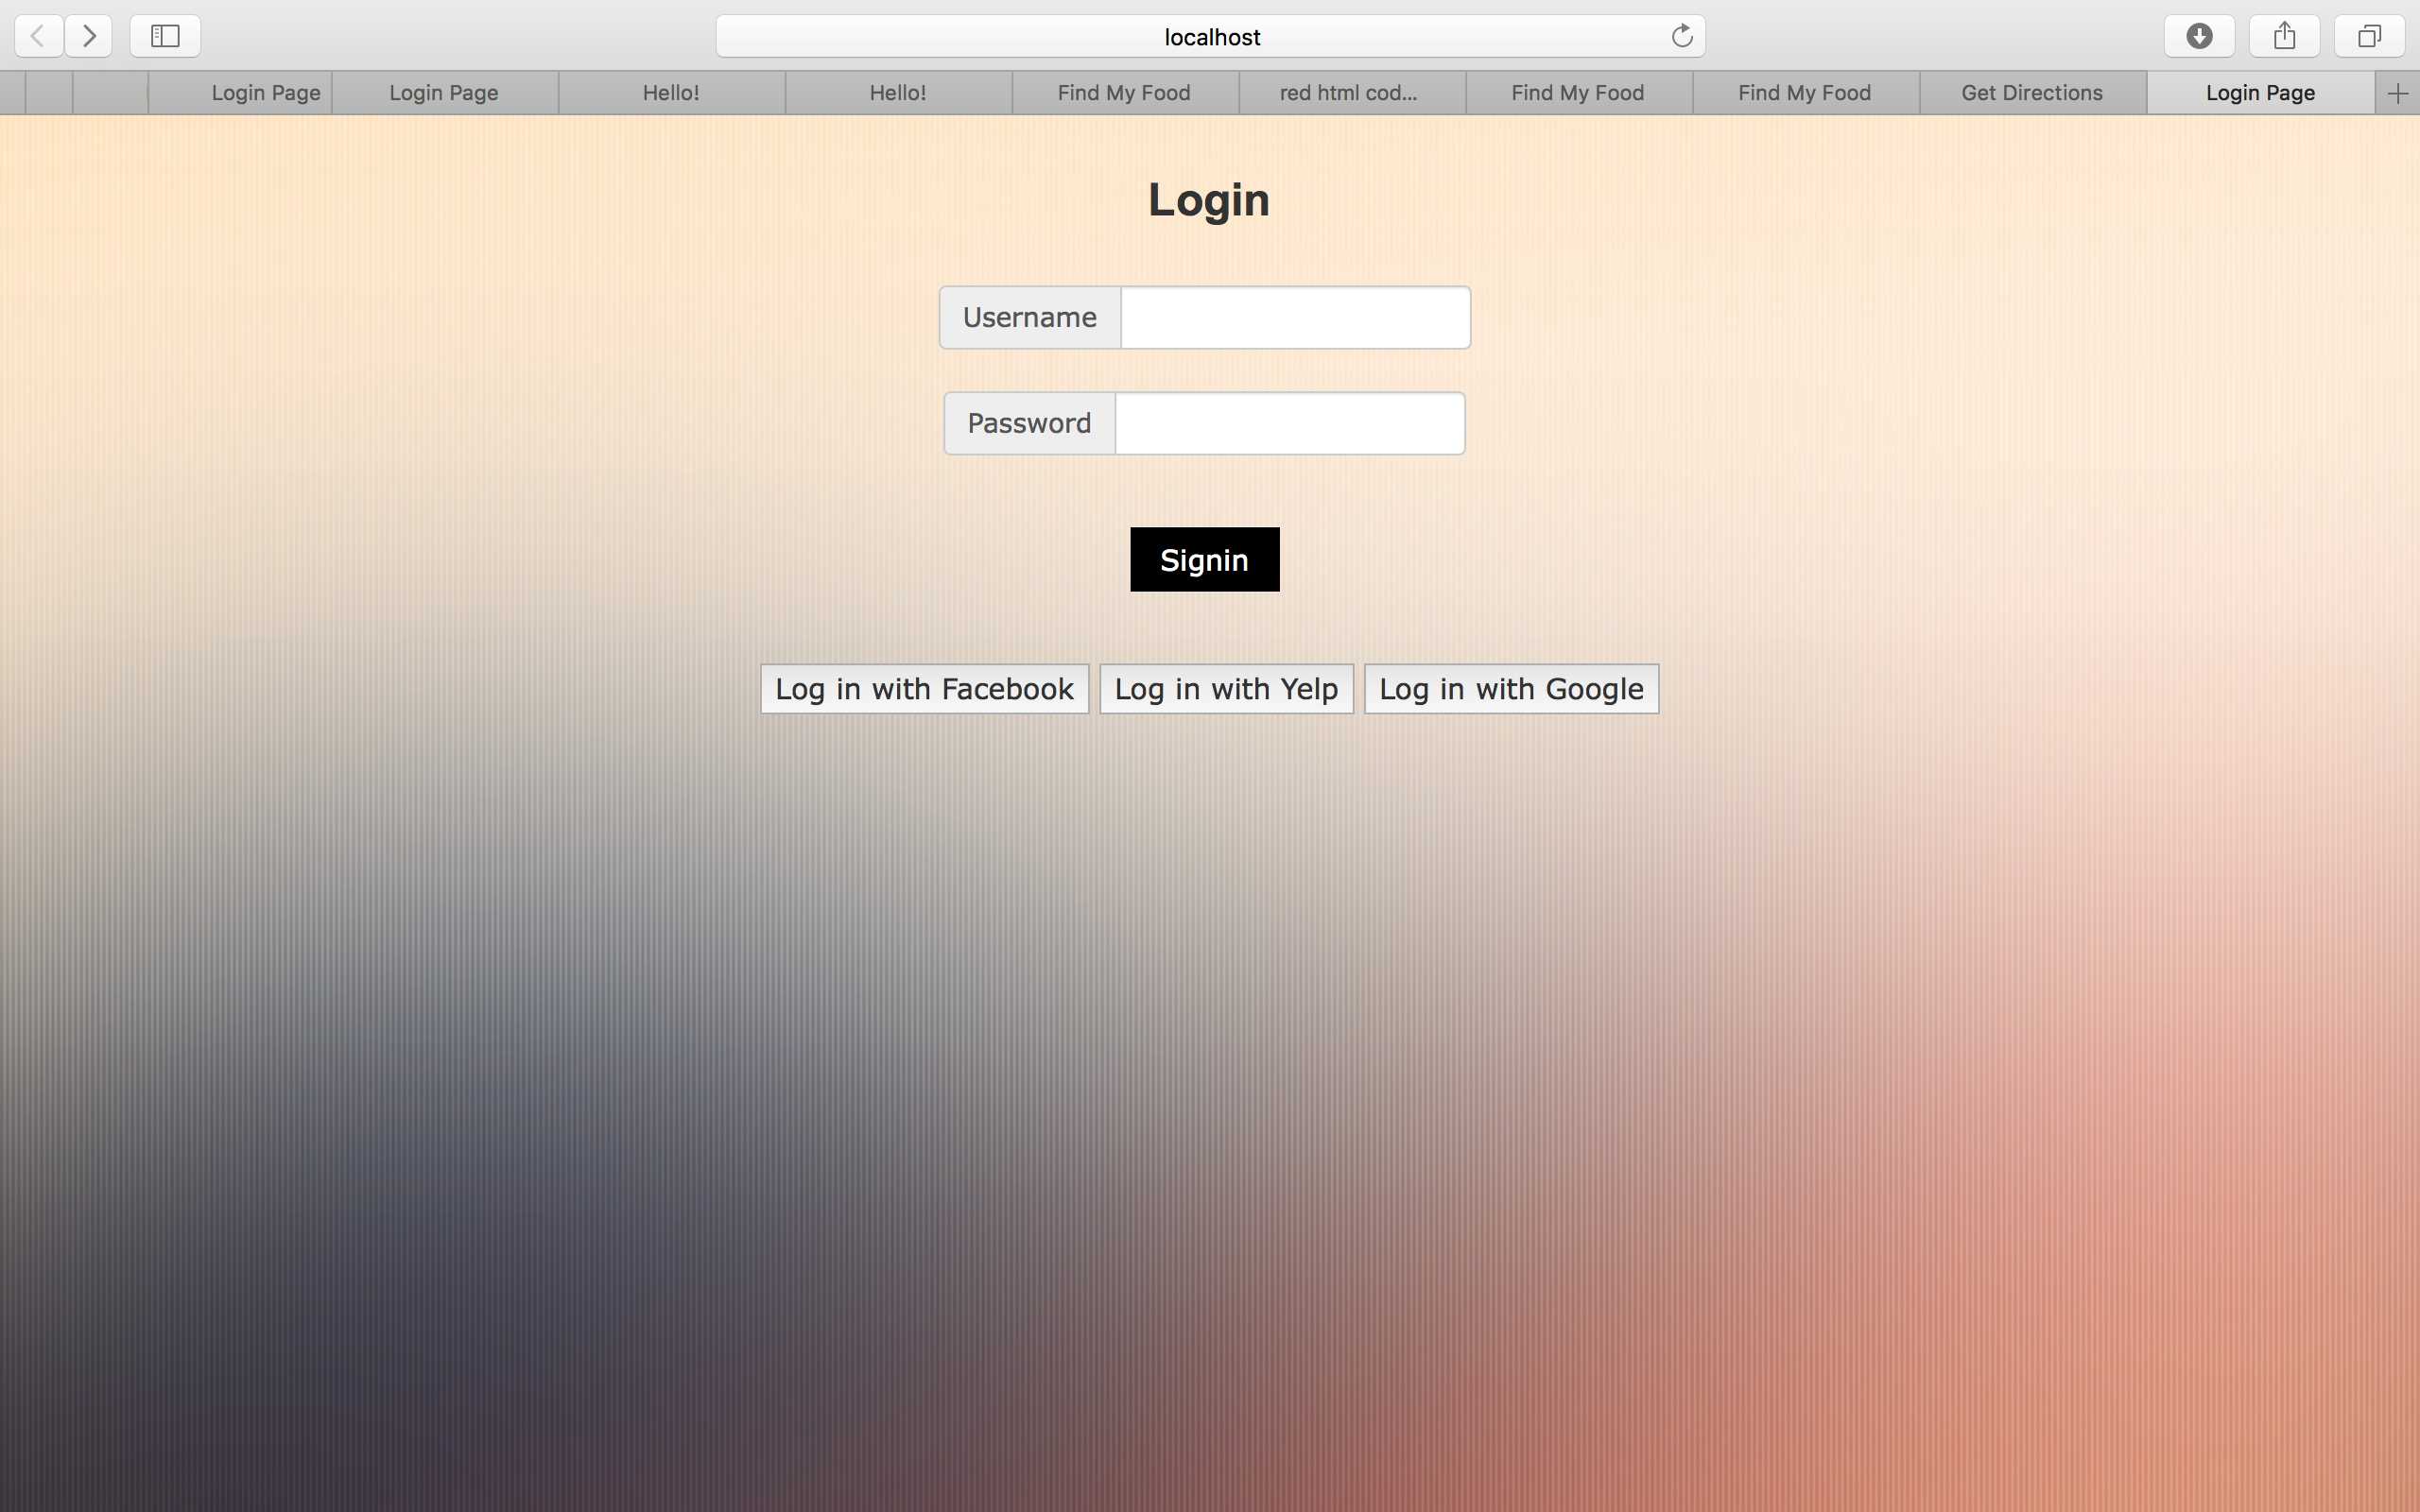 localhost
Login Page
Login Page
Hello!
Hello!
Find My Food
red html cod...
Find My Food
Find My Food
Get Directions
Login Page
Login
Username
Password
Signin
Log in with Facebook
Log in with Yelp
Log in with Google